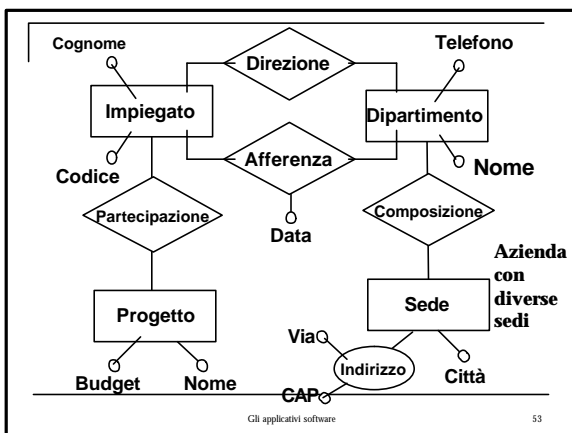 Cognome
Telefono
Direzione
Impiegato
Dipartimento
Afferenza
Codice
Nome
Partecipazione
Composizione
Data
Azienda
con
diverse
sedi
Progetto
Sede
Via
Indirizzo
Budget
Nome
CAP
Città
Gli applicativi software
53